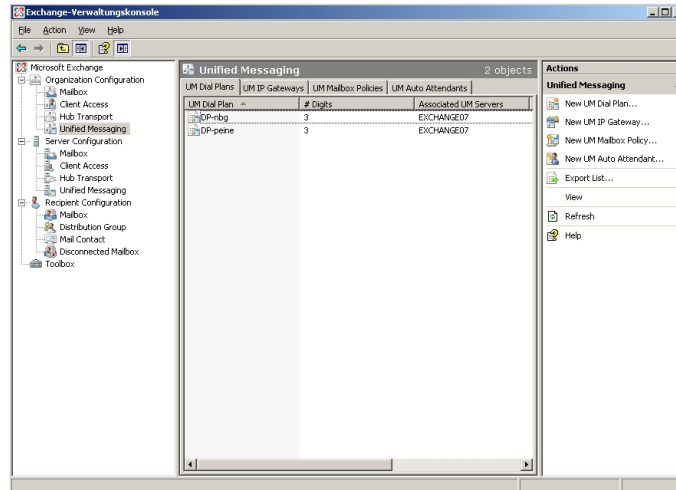 Exchange-Verwaltungskonsole
File Action View Help
Microsoft Exchange
Organization Configuration
Mailbox
Client Access
Hub Transport
Unified Messaging
Server Configuration
Mailbox
Client Access
Hub Transport
Unified Messaging
Recipient Configuration
Mailbox
Distribution Group
Mail Contact
Disconnected Mailbox
Toolbox
Unified Messaging 2 objects
UM Dial Plans UM IP Gateways UM Mailbox Policies UM Auto Attendants
UM Dial Plan # Digits Associated UM Servers
DP-nbg 3 EXCHANGE07
DP-peine 3 EXCHANGE07
Actions
Unified Messaging
New UM Dial Plan...
New UM IP Gateway...
New UM Mailbox Policy...
New UM Auto Attendant...
Export List...
View
Refresh
Help